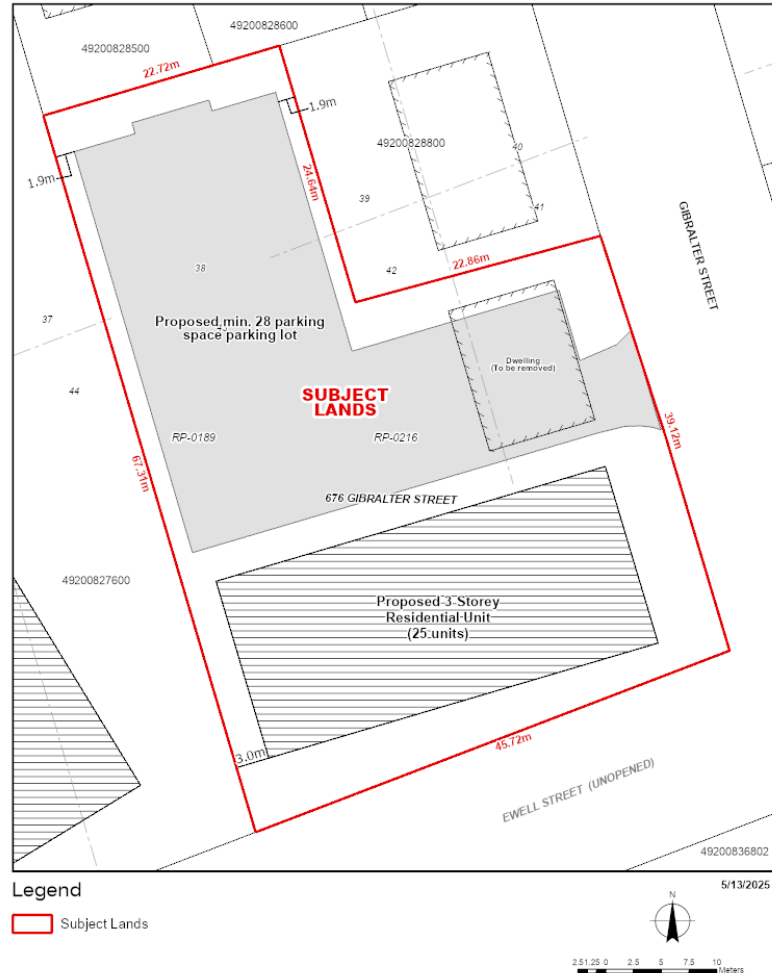 49200828600
49200828500
22.72m
1.9m
49200828800
40
1.9m
24.64m
39
41
GIBRALTER STREET
38
42
22.86m
37
Proposed min. 28 parking
space parking lot
Dwelling
(To be removed)
44
SUBJECT
LANDS
39.12m
RP-0189
RP-0216
67.31m
676 GIBRALTER STREET
49200827600
Proposed 3 Storey
Residential Unit
(25 units)
3.0m
45.72m
EWELL STREET (UNOPENED)
49200836802
Legend
5/13/2025
Subject Lands
N
2.5 1.25 0 2.5 5 7.5 10
Meters